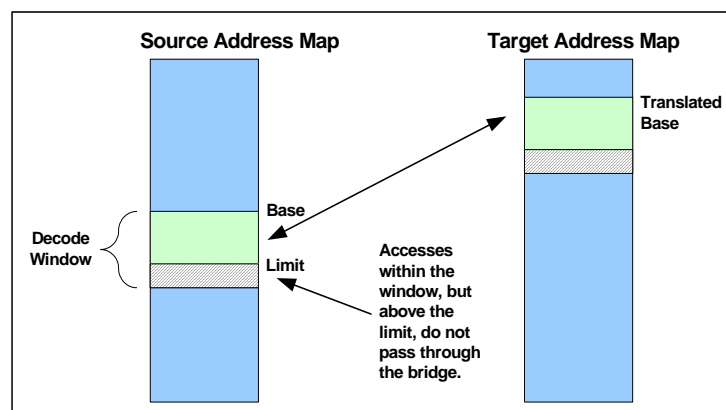 Source Address Map
Target Address Map
Translated
Base
Base
Decode
Window
Limit
Accesses
within the
window, but
above the
limit, do not
pass through
the bridge.